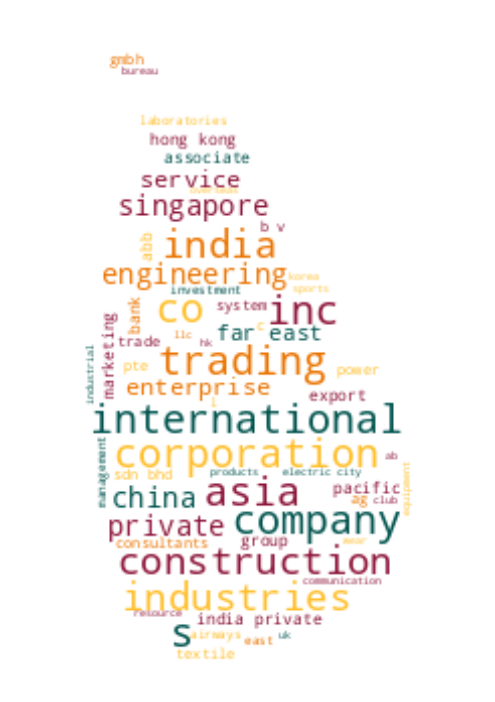 gmbh
bureau
laboratories
hong kong
associate
service
overseas
singapore
b v
abb
india
engineering
korea
investment
sports
co
system
inc
bank
marketing
trade
llc
hk
c
far east
industrial
trading
pte
power
enterprise
export
l
international
corporation
ab
management
sdn bhd
products
electric city
equipment
china
asia
pacific
ag
club
private
company
consultants
group
wear
construction
communication
industries
resource
india private
s
airways
east
uk
textile